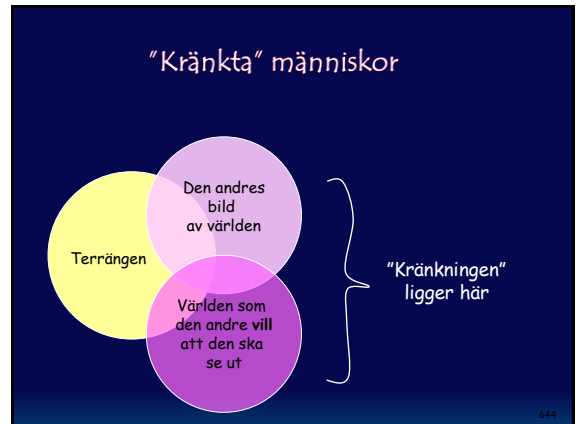 "Kränkta" människor
Den andres
bild
av världen
Terrängen
"Kränkningen"
ligger här
Världen som
den andre vill
att den ska
se ut
644